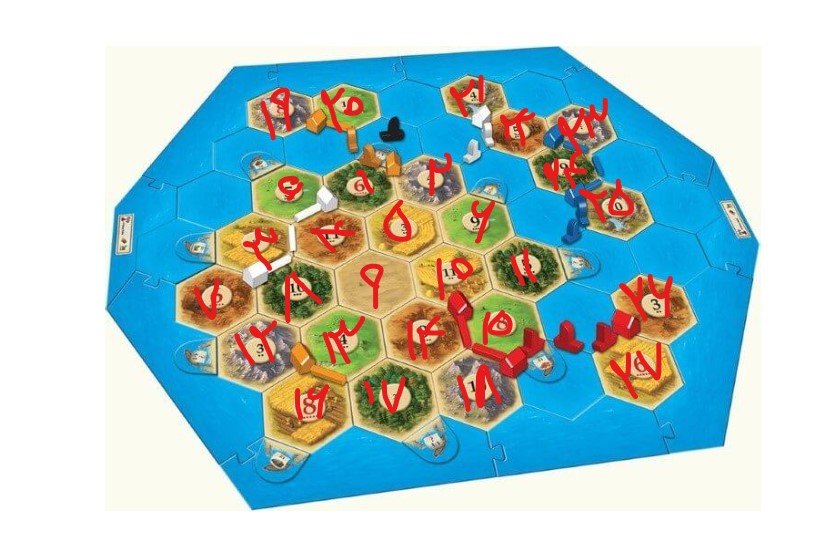 ۱۹ ۲۰ ۲۱
۲۲ ۲۳
۰ ۱ ۲ ۲۴
۳ ۴ ۵ ۶ ۲۵
۷ ۸ ۹ ۱۰ ۱۱
۱۲ ۱۳ ۱۴ ۱۵ ۲۶
۱۶ ۱۷ ۱۸ ۲۷